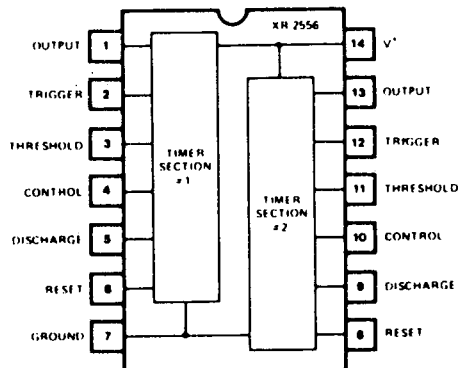 XR 2556
OUTPUT 1
TRIGGER 2
THRESHOLD 3
CONTROL 4
DISCHARGE 5
RESET 6
GROUND 7
TIMER
SECTION
#1
TIMER
SECTION
#2
14 V+
13 OUTPUT
12 TRIGGER
11 THRESHOLD
10 CONTROL
9 DISCHARGE
8 RESET